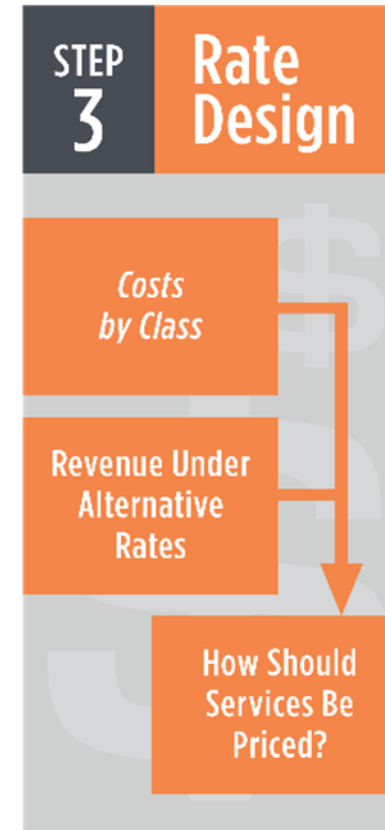 STEP
3
Rate
Design
Costs
by Class
Revenue Under
Alternative
Rates
How Should
Services Be
Priced?